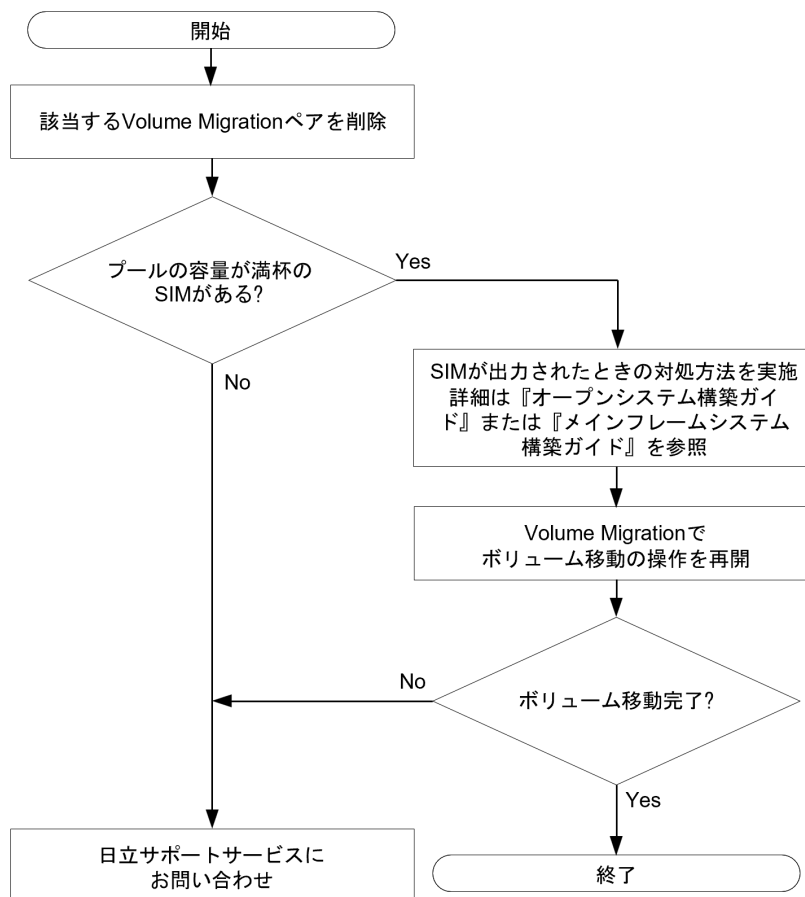 開始
該当するVolume Migrationペアを削除
プールの容量が満杯の
SIMがある?
Yes
No
SIMが出力されたときの対処方法を実施
詳細は『オープンシステム構築ガイ
ド』または『メインフレームシステム
構築ガイド』を参照
Volume Migrationで
ボリューム移動の操作を再開
ボリューム移動完了?
No
Yes
日立サポートサービスに
お問い合わせ
終了